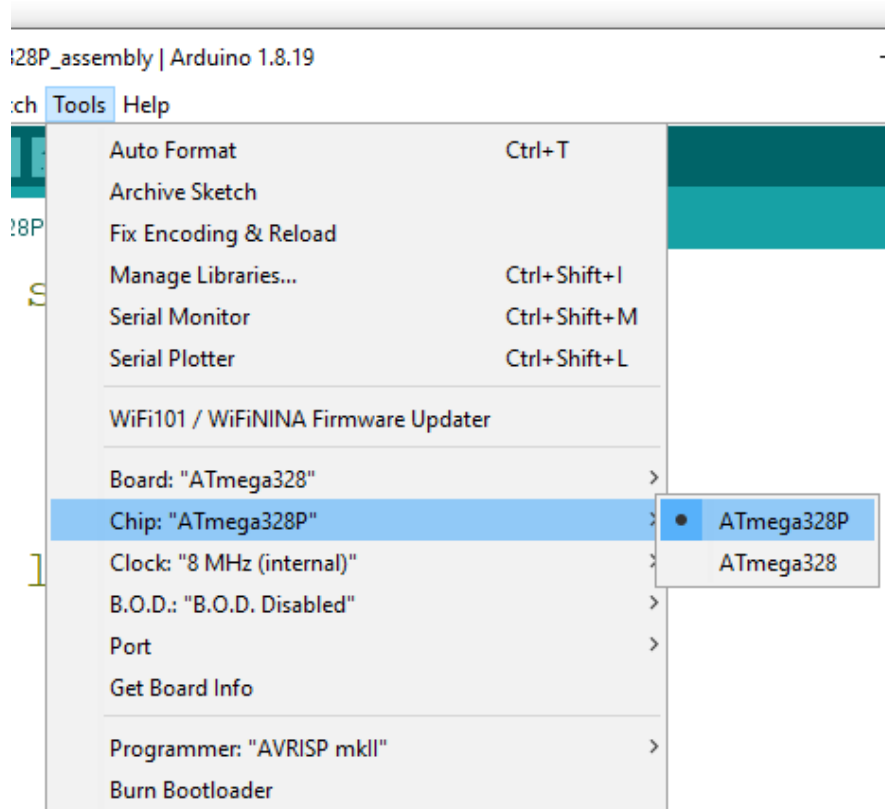 328P_assembly | Arduino 1.8.19
tch Tools Help
Auto Format Ctrl+T
Archive Sketch
28P
Fix Encoding & Reload
Manage Libraries... Ctrl+Shift+I
S
Serial Monitor Ctrl+Shift+M
Serial Plotter Ctrl+Shift+L
WiFi101 / WiFiNINA Firmware Updater
Board: "ATmega328" >
Chip: "ATmega328P" > ● ATmega328P
l
Clock: "8 MHz (internal)" > ATmega328
B.O.D.: "B.O.D. Disabled" >
Port >
Get Board Info
Programmer: "AVRISP mkII" >
Burn Bootloader